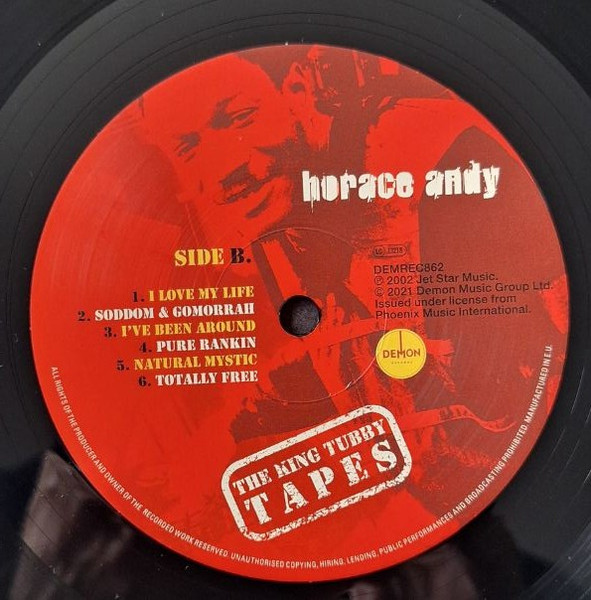 horace andy
SIDE B.
1. I LOVE MY LIFE
2. SODDOM & GOMORRAH
3. I'VE BEEN AROUND
4. PURE RANKIN
5. NATURAL MYSTIC
6. TOTALLY FREE
LC
DEMREC862
℗ 2002 Jet Star Music.
© 2021 Demon Music Group Ltd.
Issued under license from
Phoenix Music International.
DEMON
RECORDS
THE KING TUBBY
TAPES
ALL RIGHTS OF THE PRODUCER AND OWNER OF THE RECORDED WORK RESERVED. UNAUTHORISED COPYING, HIRING, LENDING, PUBLIC PERFORMANCES AND BROADCASTING PROHIBITED. MANUFACTURED IN E.U.